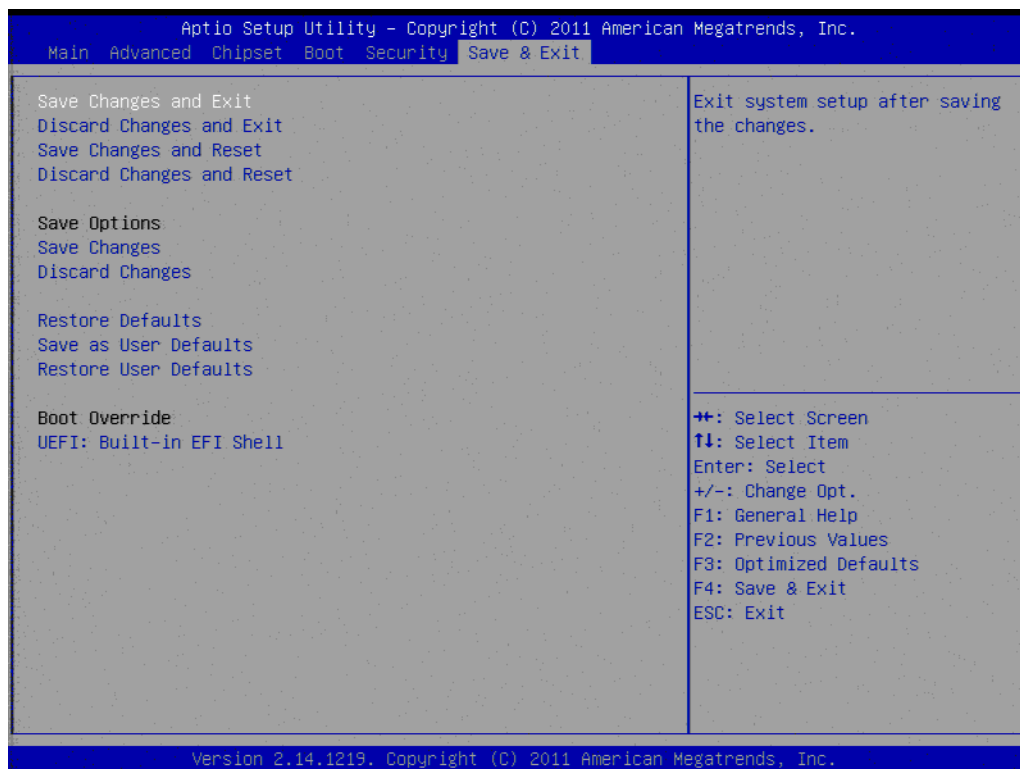 Aptio Setup Utility – Copyright (C) 2011 American Megatrends, Inc.
Main Advanced Chipset Boot Security Save & Exit
Save Changes and Exit
Discard Changes and Exit
Save Changes and Reset
Discard Changes and Reset
Save Options
Save Changes
Discard Changes
Restore Defaults
Save as User Defaults
Restore User Defaults
Boot Override
UEFI: Built-in EFI Shell
Exit system setup after saving
the changes.
→←: Select Screen
↑↓: Select Item
Enter: Select
+/-: Change Opt.
F1: General Help
F2: Previous Values
F3: Optimized Defaults
F4: Save & Exit
ESC: Exit
Version 2.14.1219. Copyright (C) 2011 American Megatrends, Inc.